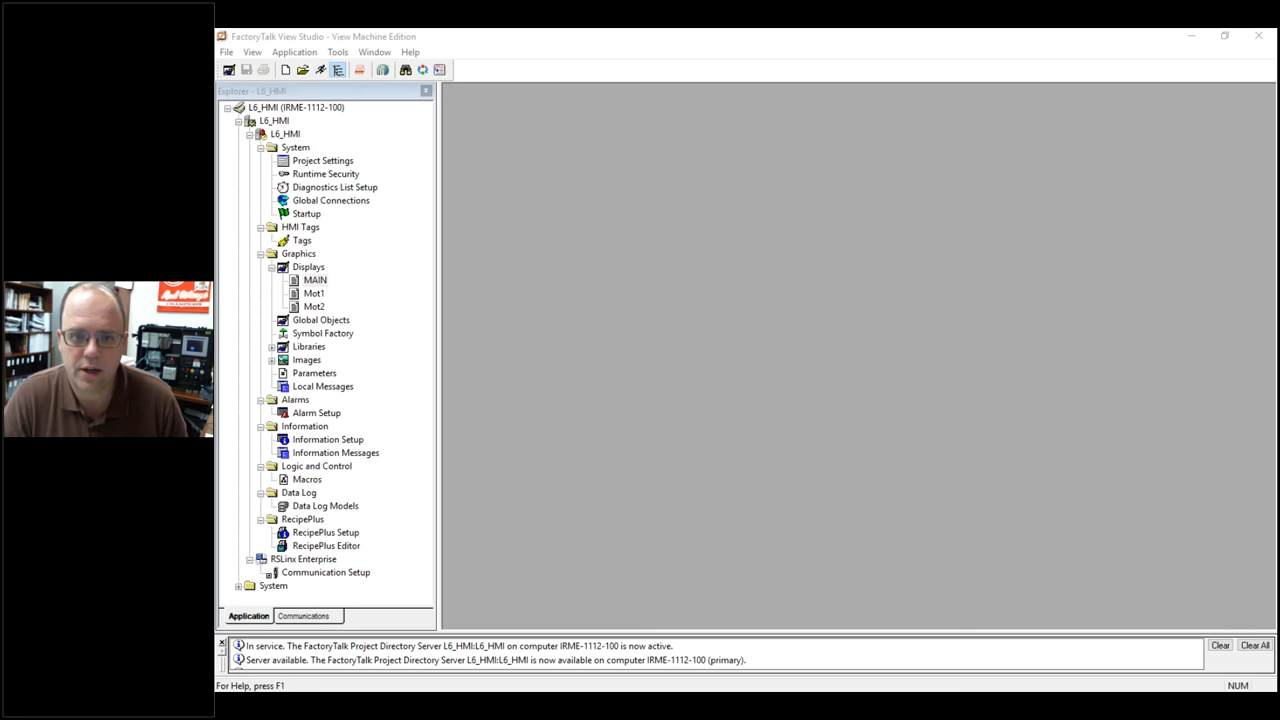 FactoryTalk View Studio - View Machine Edition
File View Application Tools Window Help
Explorer - L6_HMI
L6_HMI (IRME-1112-100)
L6_HMI
L6_HMI
System
Project Settings
Runtime Security
Diagnostics List Setup
Global Connections
Startup
HMI Tags
Tags
Graphics
Displays
MAIN
Mot1
Mot2
Global Objects
Symbol Factory
Libraries
Images
Parameters
Local Messages
Alarms
Alarm Setup
Information
Information Setup
Information Messages
Logic and Control
Macros
Data Log
Data Log Models
RecipePlus
RecipePlus Setup
RecipePlus Editor
RSLinx Enterprise
Communication Setup
System
Application Communications
In service. The FactoryTalk Project Directory Server L6_HMI:L6_HMI on computer IRME-1112-100 is now active.
Server available. The FactoryTalk Project Directory Server L6_HMI:L6_HMI is now available on computer IRME-1112-100 (primary).
Clear Clear All
For Help, press F1
NUM